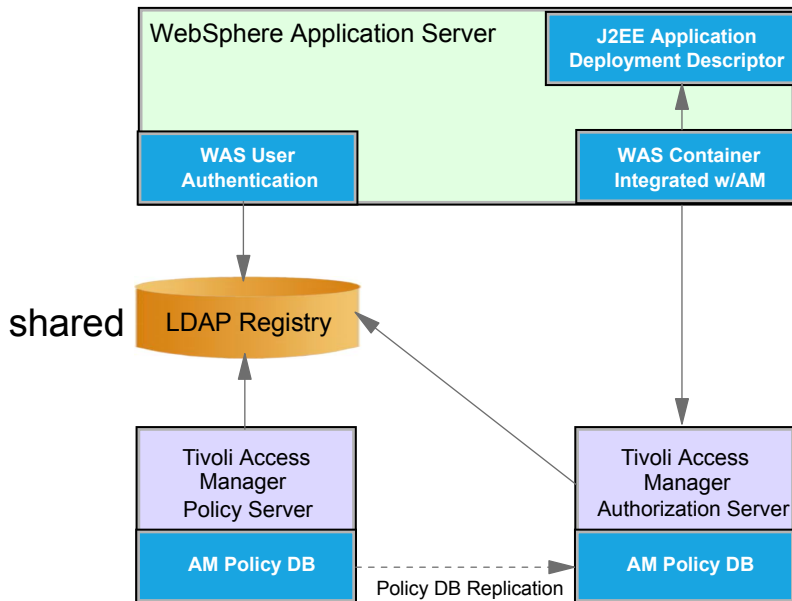 WebSphere Application Server
J2EE Application
Deployment Descriptor
WAS User
Authentication
WAS Container
Integrated w/AM
shared
LDAP Registry
Tivoli Access
Manager
Policy Server
Tivoli Access
Manager
Authorization Server
AM Policy DB
Policy DB Replication
AM Policy DB